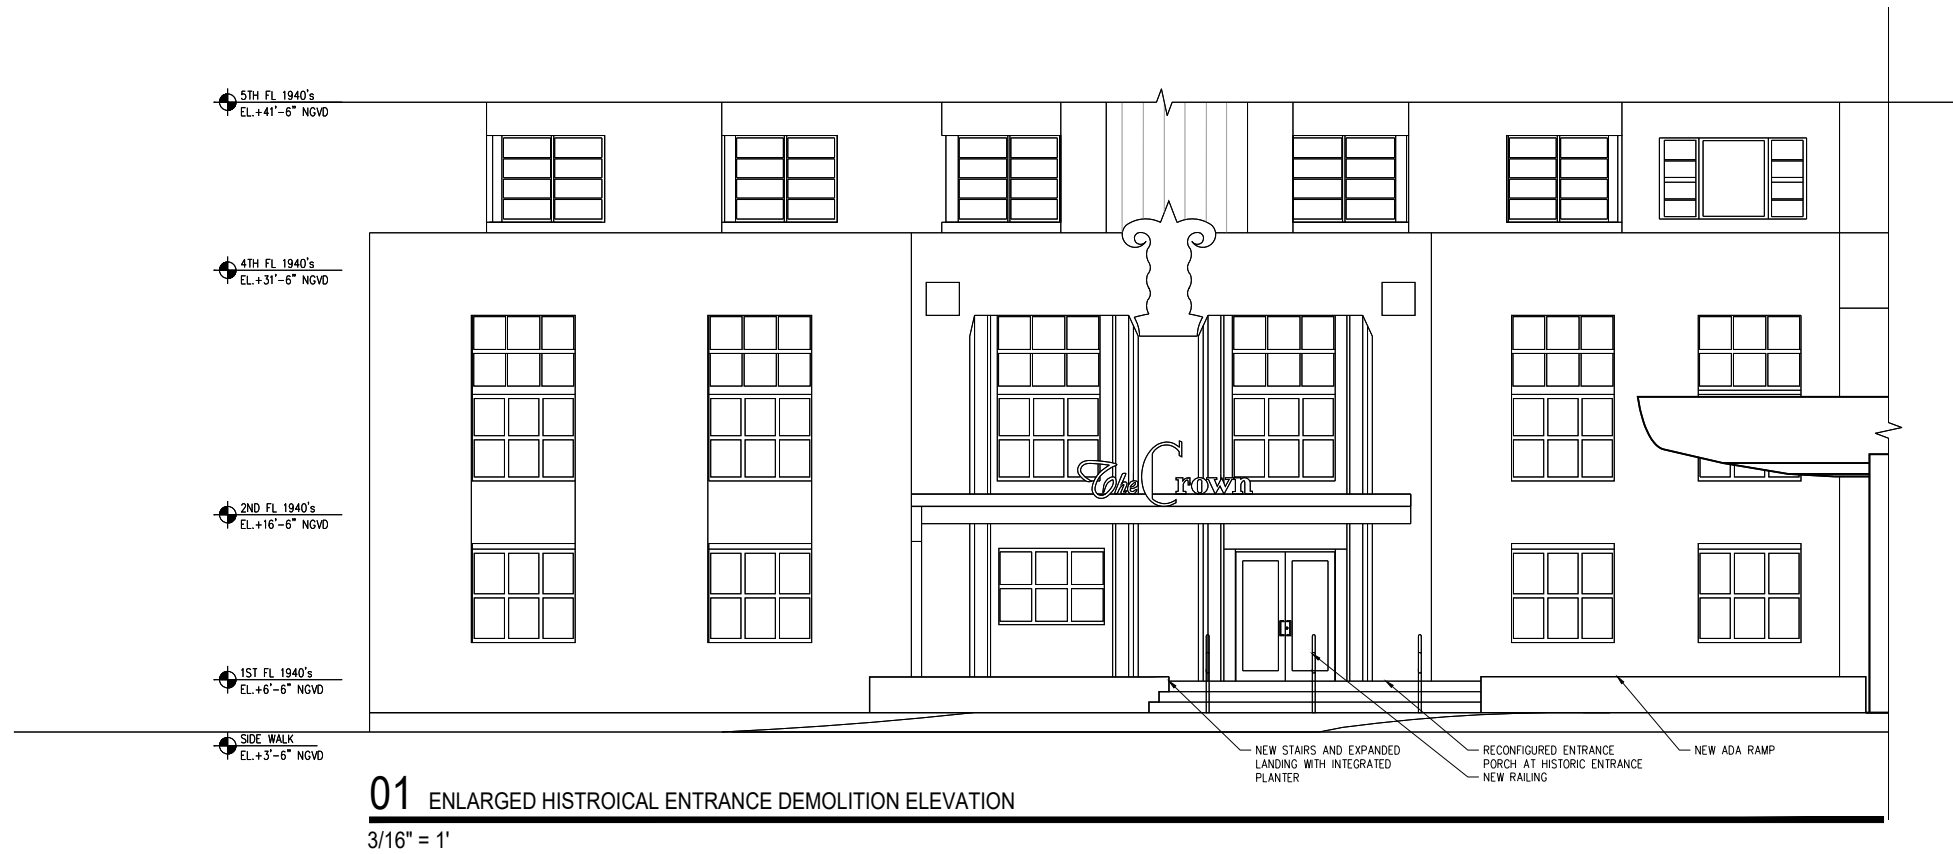 5TH FL 1940's
EL.+41'-6" NGVD
4TH FL 1940's
EL.+31'-6" NGVD
The Crown
2ND FL 1940's
EL.+16'-6" NGVD
1ST FL 1940's
EL.+6'-6" NGVD
SIDE WALK
EL.+3'-6" NGVD
NEW STAIRS AND EXPANDED
LANDING WITH INTEGRATED
PLANTER
RECONFIGURED ENTRANCE
PORCH AT HISTORIC ENTRANCE
NEW RAILING
NEW ADA RAMP
01 ENLARGED HISTROICAL ENTRANCE DEMOLITION ELEVATION
3/16" = 1'